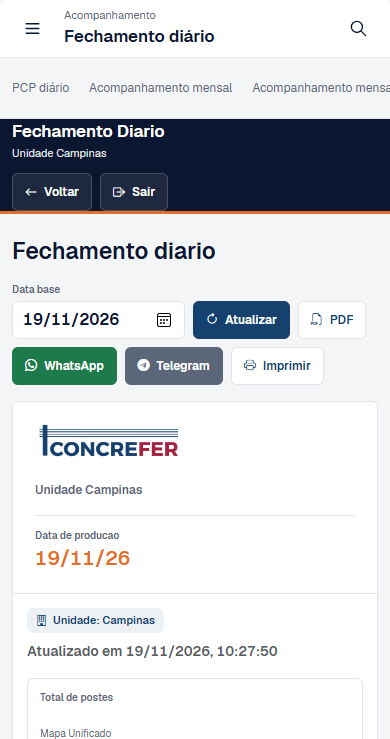 Acompanhamento
Fechamento diário
PCP diário Acompanhamento mensal Acompanhamento mensa
Fechamento Diario
Unidade Campinas
Voltar Sair
Fechamento diario
Data base
19/11/2026 Atualizar PDF
WhatsApp Telegram Imprimir
CONCREFER
Unidade Campinas
Data de producao
19/11/26
Unidade: Campinas
Atualizado em 19/11/2026, 10:27:50
Total de postes
Mapa Unificado